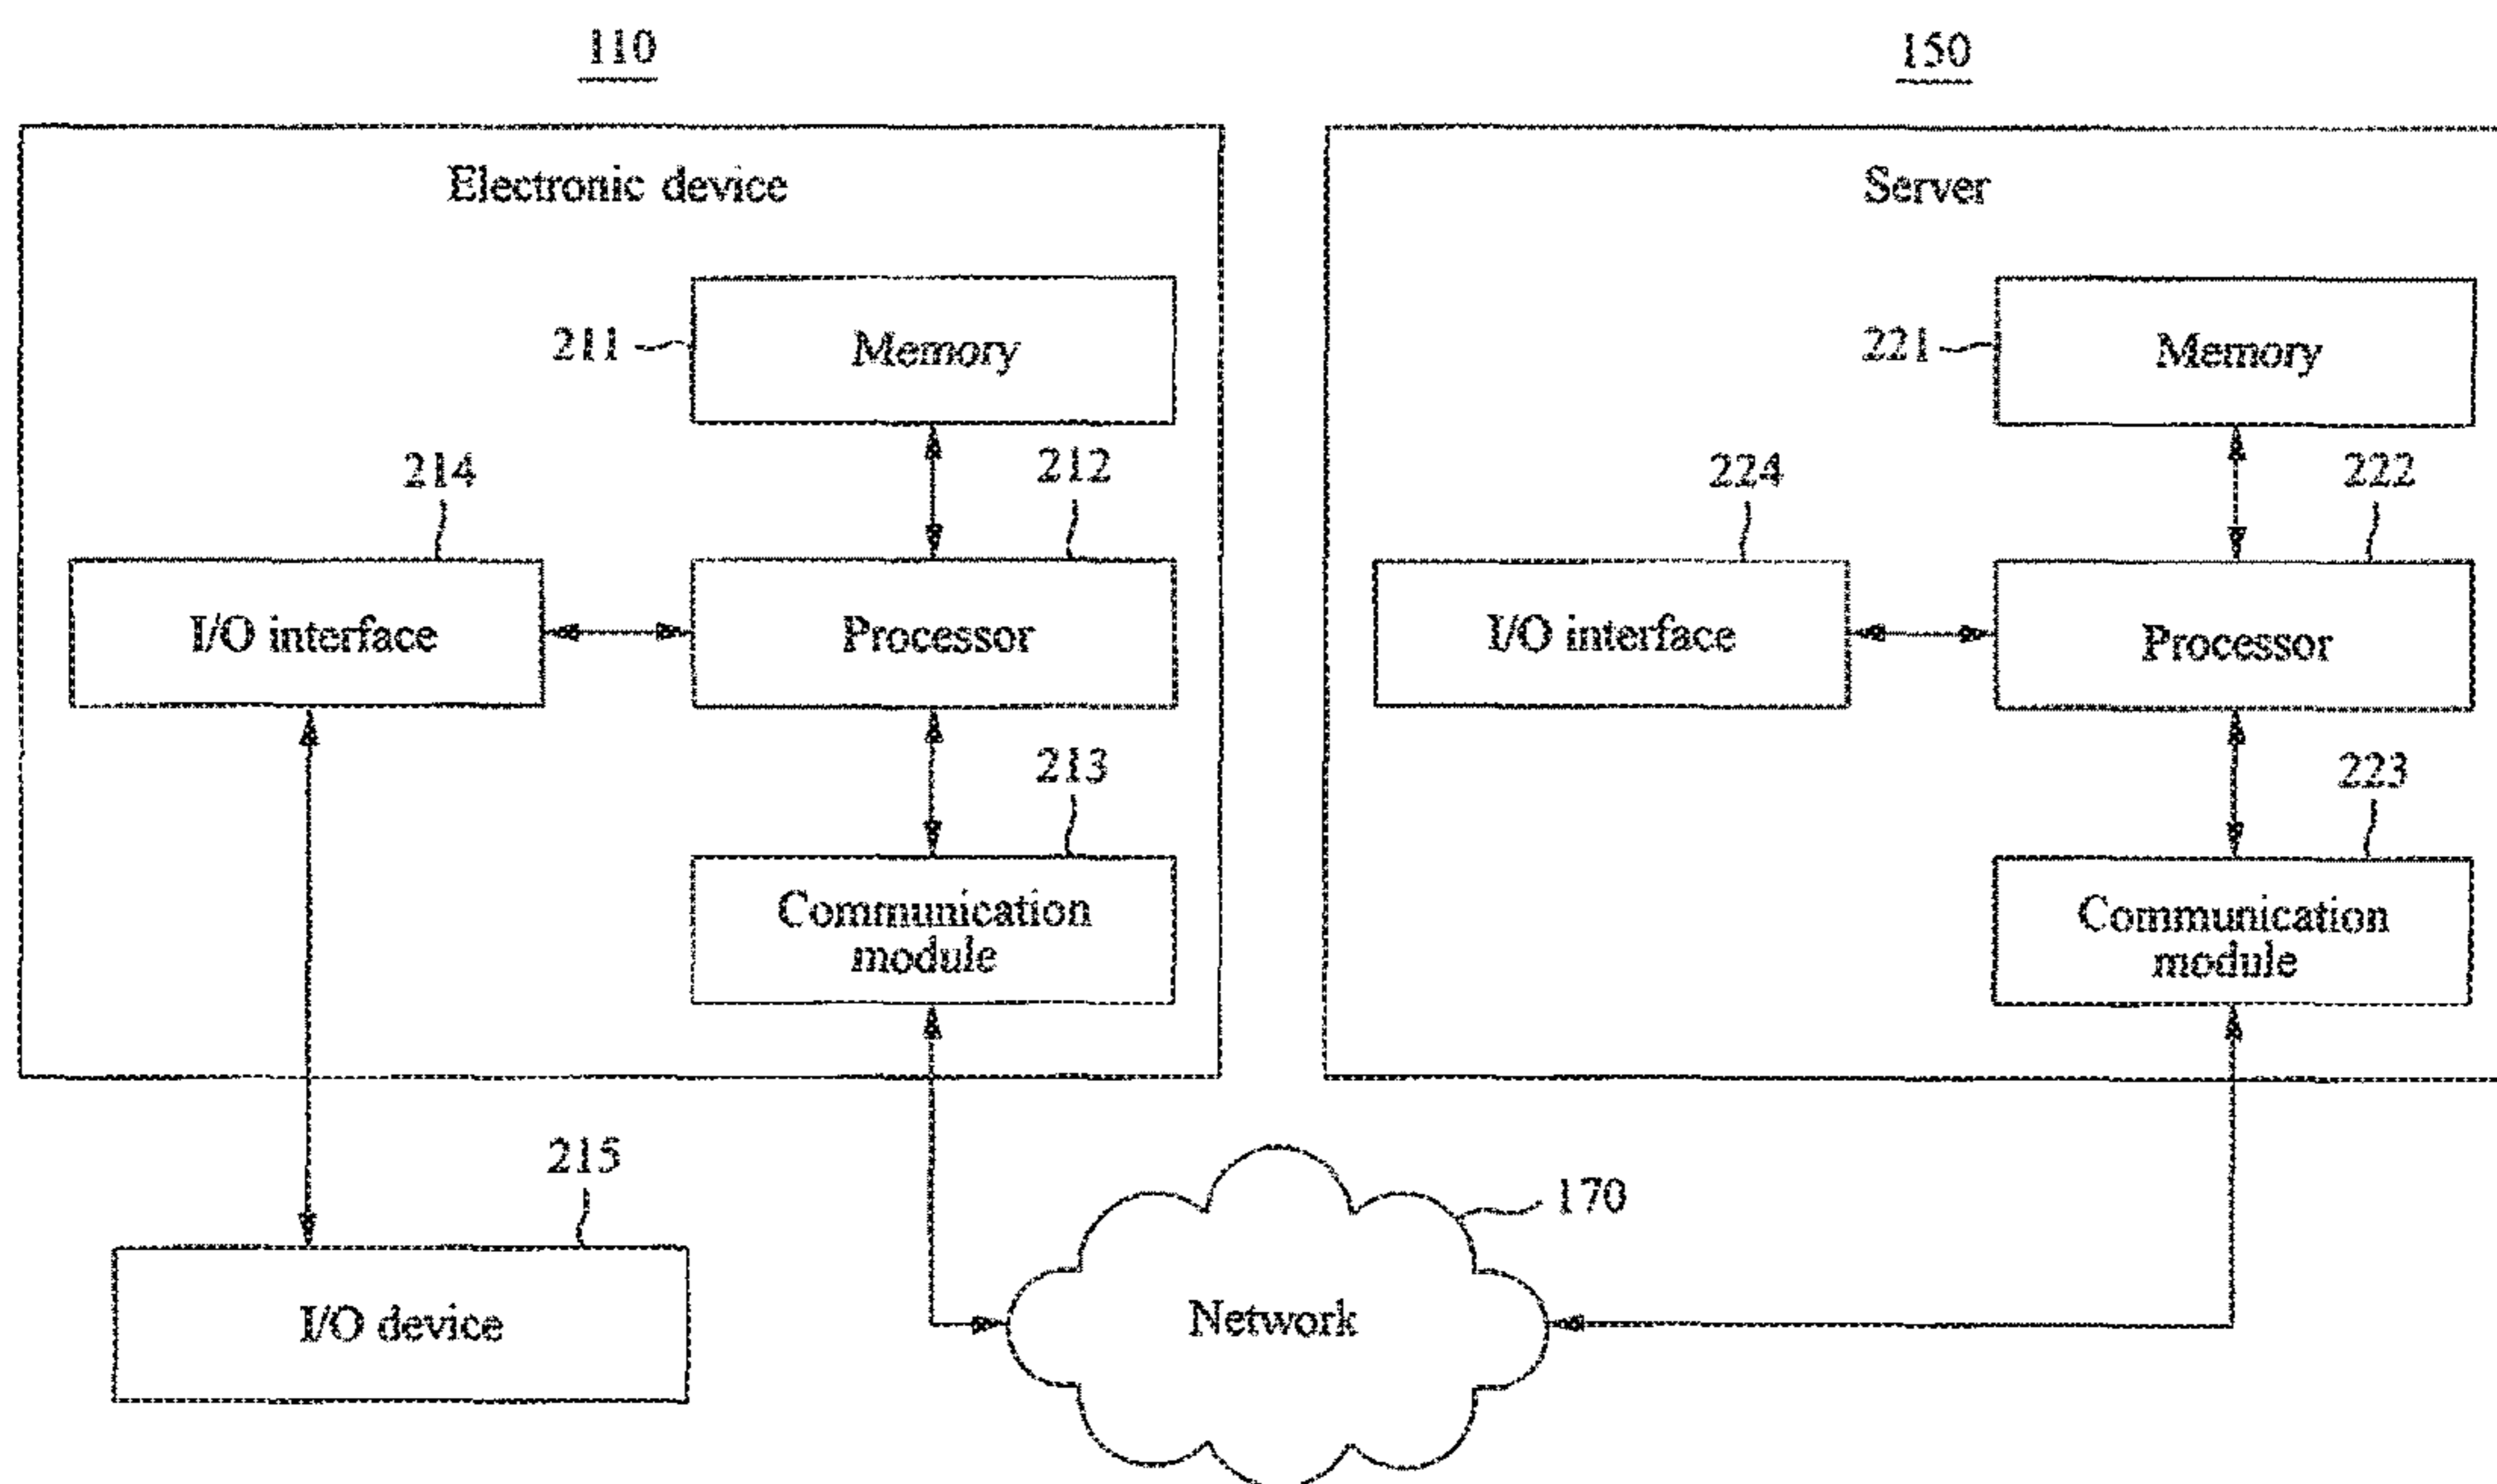 110
150
Electronic device
Server
211
Memory
221
Memory
214
212
224
222
I/O interface
Processor
I/O interface
Processor
213
223
Communication
module
Communication
module
215
170
I/O device
Network